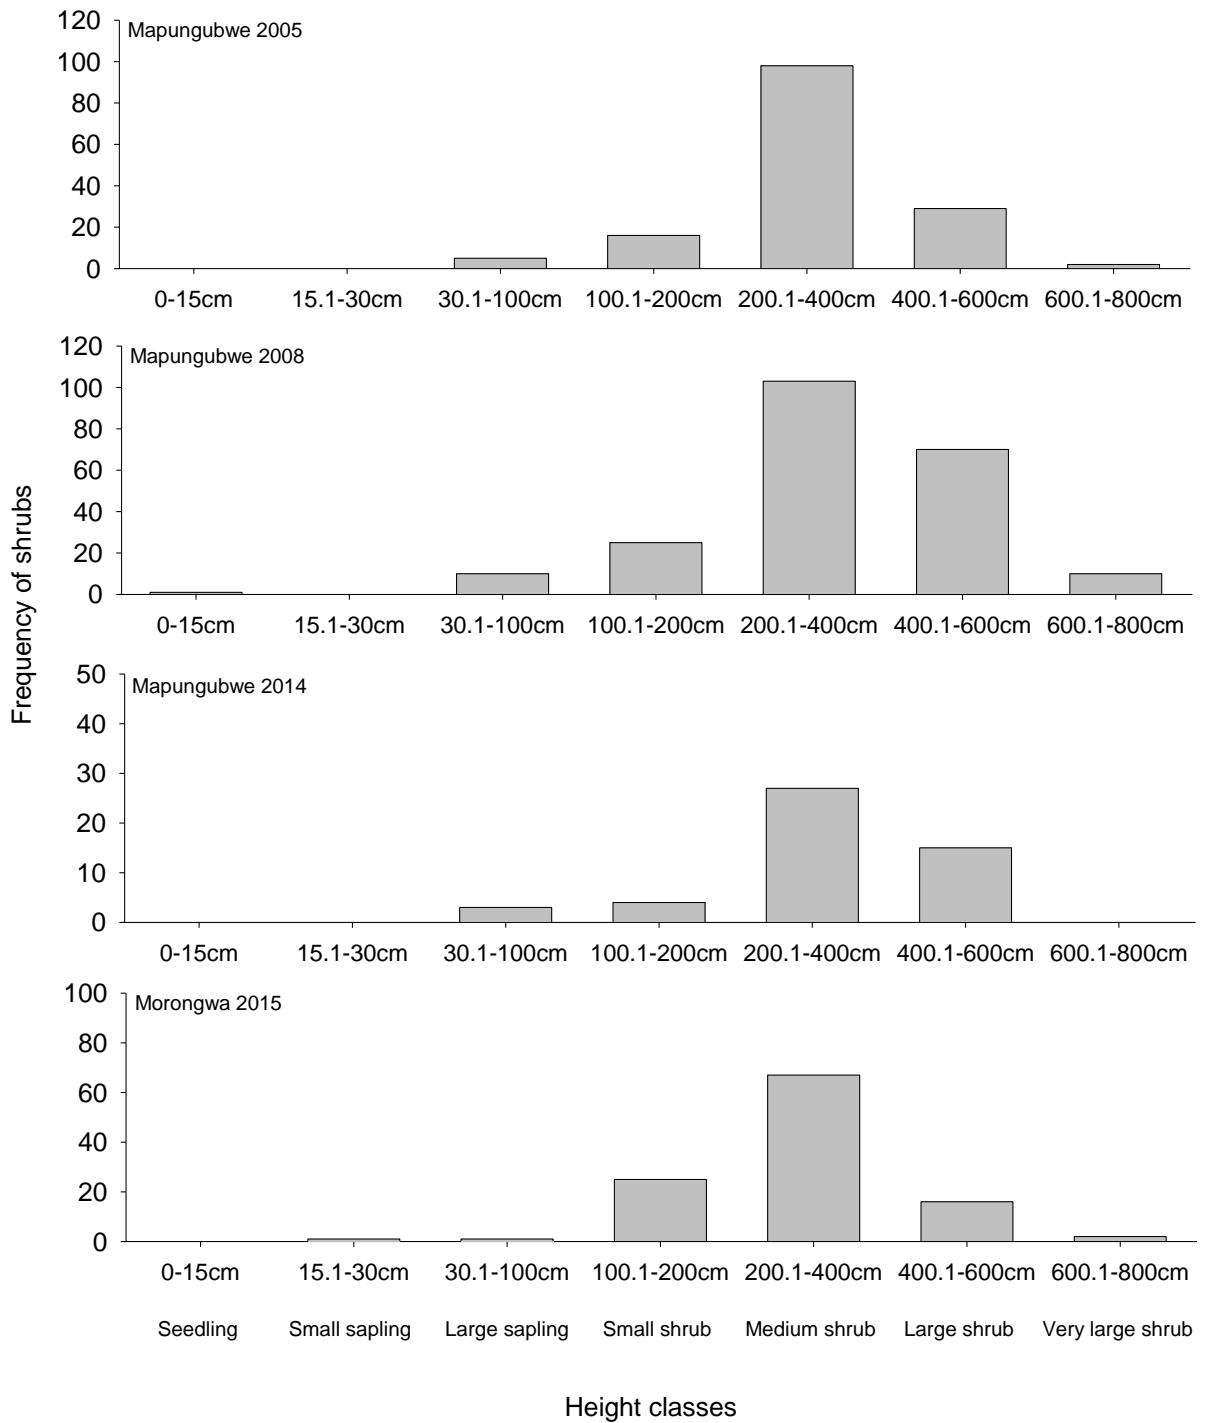 Frequency of shrubs
120
100
80
60
40
20
0
Mapungubwe 2005
0-15cm 15.1-30cm 30.1-100cm 100.1-200cm 200.1-400cm 400.1-600cm 600.1-800cm
120
100
80
60
40
20
0
Mapungubwe 2008
0-15cm 15.1-30cm 30.1-100cm 100.1-200cm 200.1-400cm 400.1-600cm 600.1-800cm
50
40
30
20
10
0
Mapungubwe 2014
0-15cm 15.1-30cm 30.1-100cm 100.1-200cm 200.1-400cm 400.1-600cm 600.1-800cm
100
80
60
40
20
0
Morongwa 2015
0-15cm 15.1-30cm 30.1-100cm 100.1-200cm 200.1-400cm 400.1-600cm 600.1-800cm
Seedling Small sapling Large sapling Small shrub Medium shrub Large shrub Very large shrub
Height classes